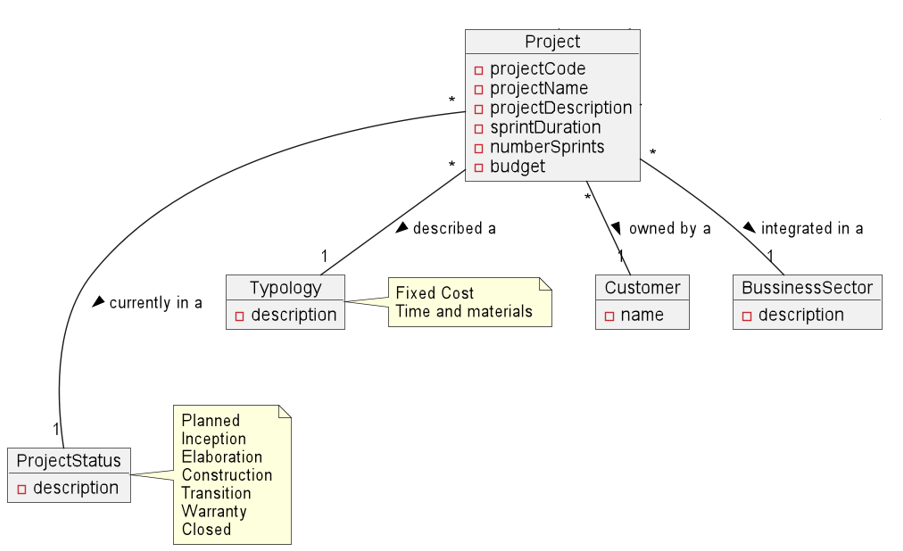 Project
projectCode
projectName
projectDescription
sprintDuration
numberSprints
budget
*
*
*
*
described a
owned by a
integrated in a
1
1
1
Typology
description
Fixed Cost
Time and materials
Customer
name
BussinessSector
description
currently in a
1
ProjectStatus
description
Planned
Inception
Elaboration
Construction
Transition
Warranty
Closed